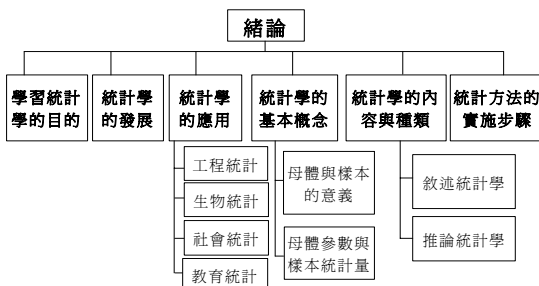 緒論
學習統計
學的目的
統計學
的發展
統計學
的應用
統計學的
基本概念
統計學的內
容與種類
統計方法的
實施步驟
工程統計
生物統計
社會統計
教育統計
母體與樣本
的意義
母體參數與
樣本統計量
敘述統計學
推論統計學